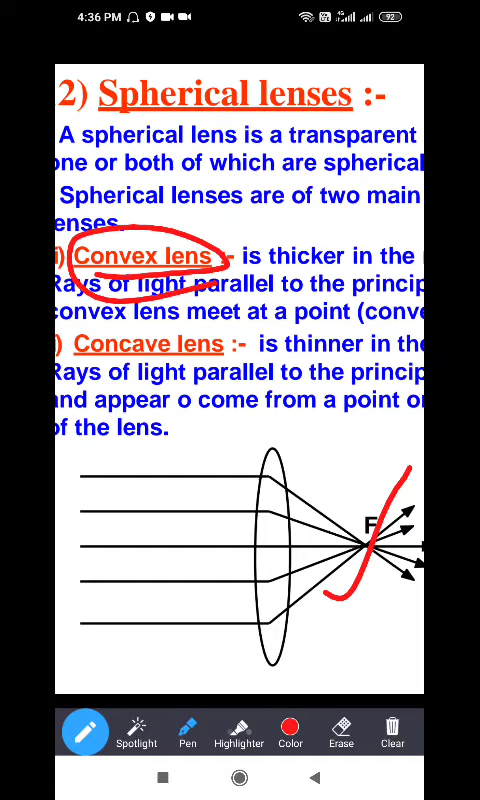 4:36 PM
4G
92
2) Spherical lenses :-
A spherical lens is a transparent
one or both of which are spherical
Spherical lenses are of two main
enses.
i) Convex lens :- is thicker in the
Rays of light parallel to the princip
convex lens meet at a point (conve
) Concave lens :- is thinner in the
Rays of light parallel to the princip
and appear o come from a point or
of the lens.
F
Spotlight Pen Highlighter Color Erase Clear